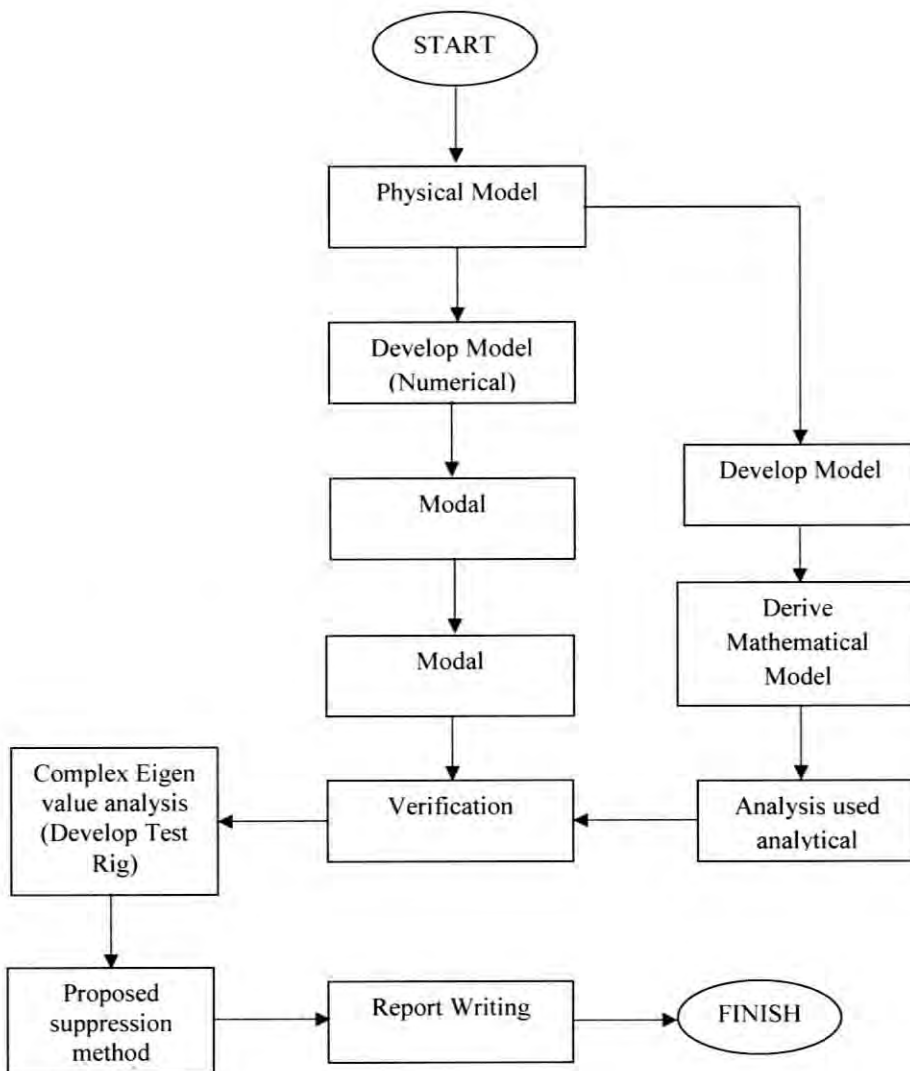 START
Physical Model
Develop Model
(Numerical)
Modal
Modal
Verification
Develop Model
Derive
Mathematical
Model
Analysis used
analytical
Complex Eigen
value analysis
(Develop Test
Rig)
Proposed
suppression
method
Report Writing
FINISH